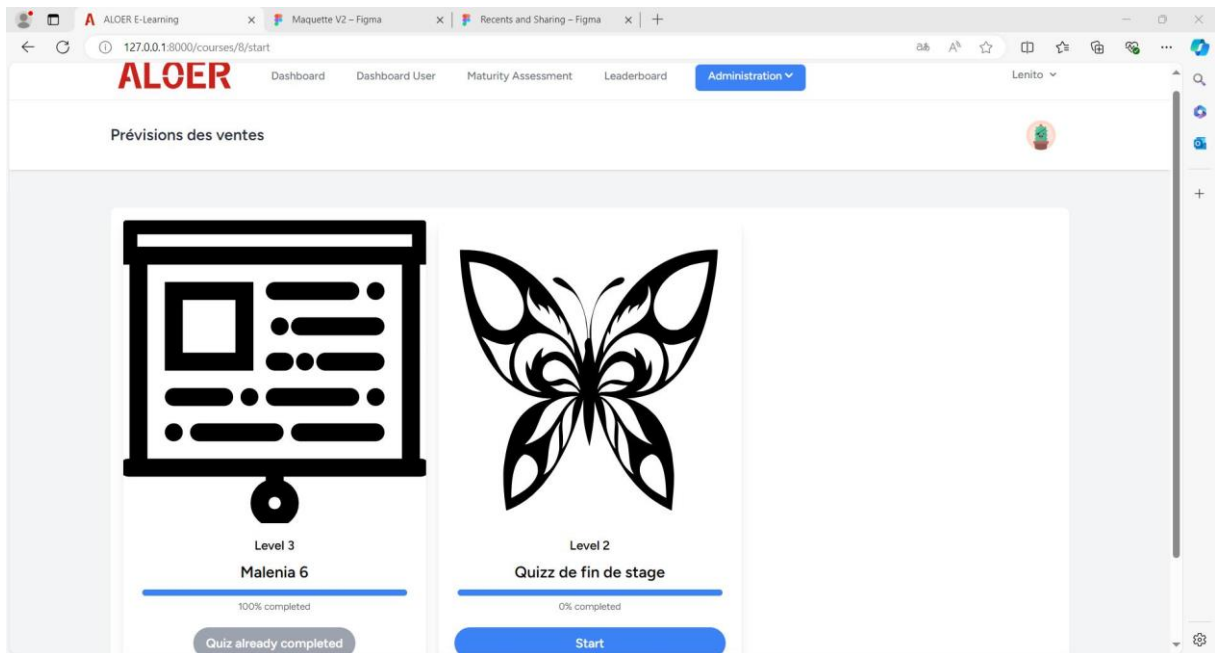 ALOER E-Learning
Maquette V2 – Figma
Recents and Sharing – Figma
127.0.0.1:8000/courses/8/start
ALOER
Dashboard
Dashboard User
Maturity Assessment
Leaderboard
Administration
Lenito
Prévisions des ventes
Level 3
Malenia 6
100% completed
Quiz already completed
Level 2
Quizz de fin de stage
0% completed
Start